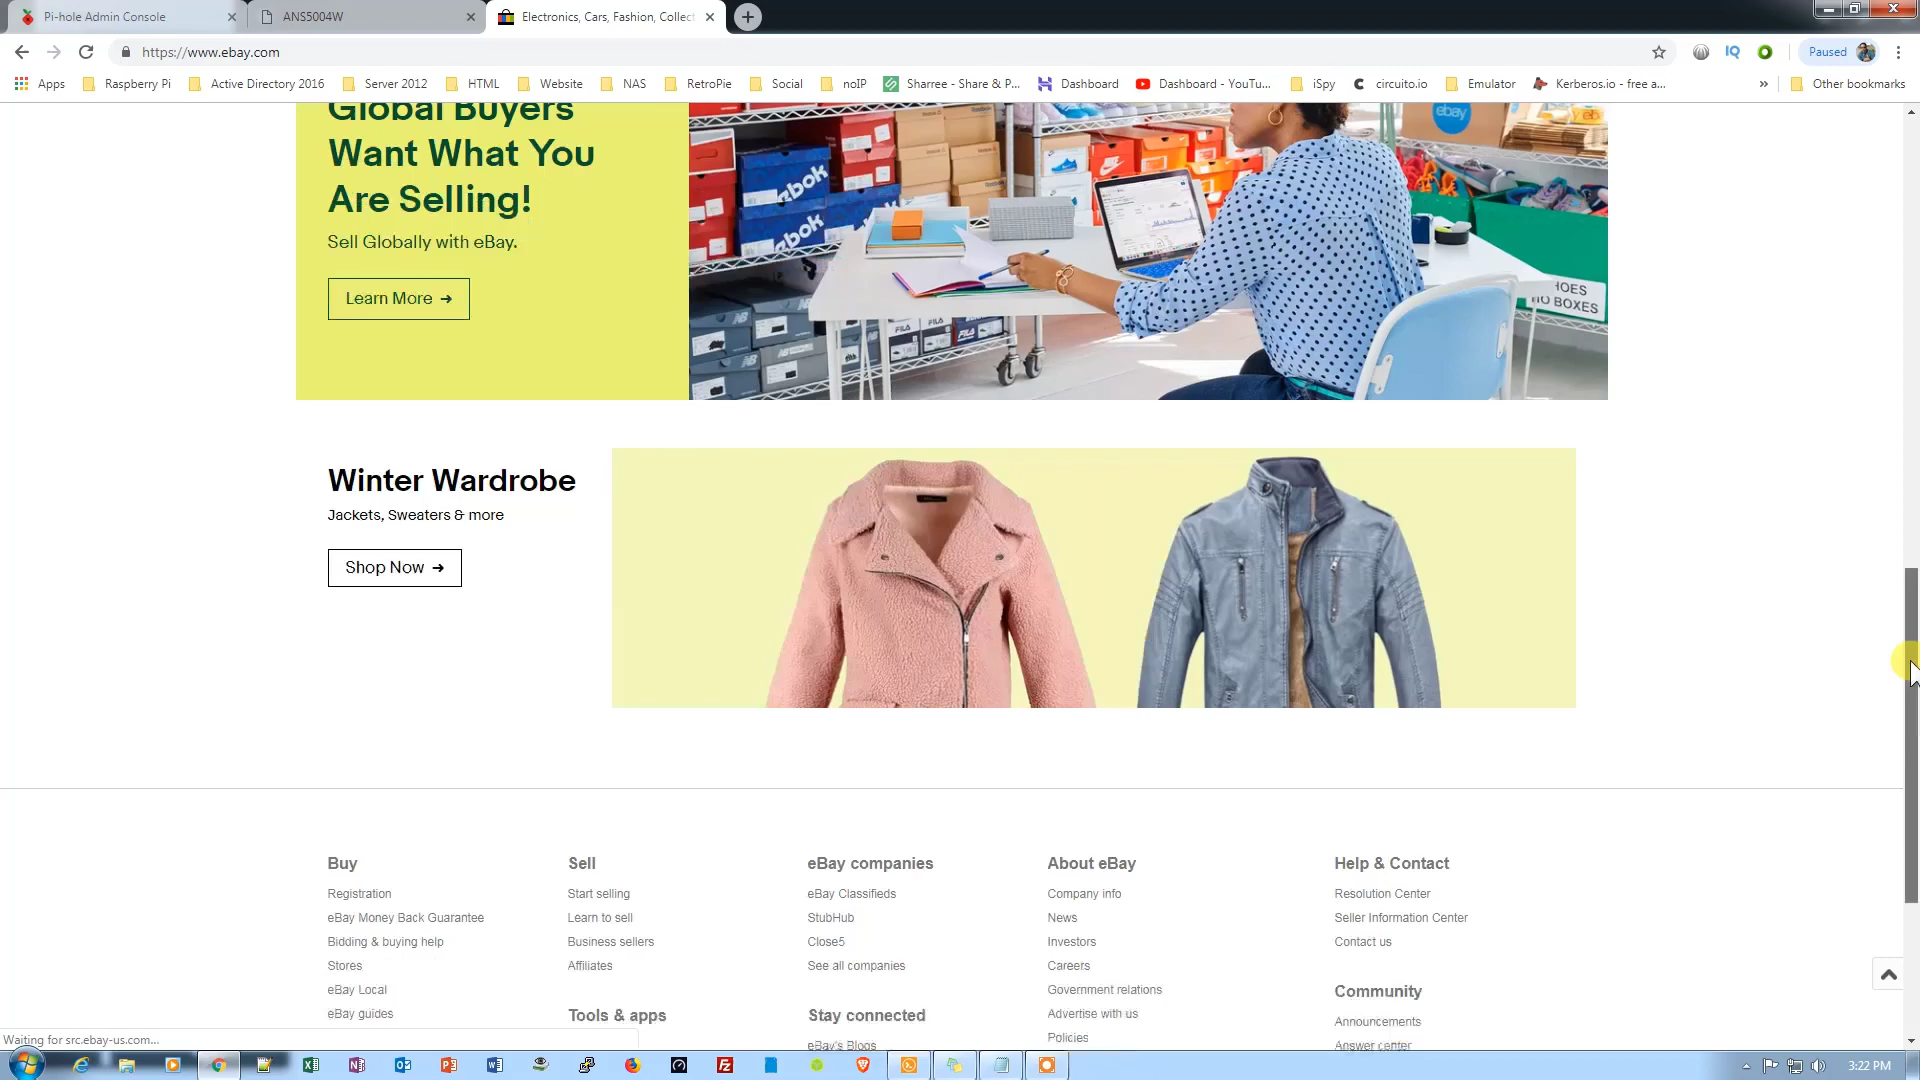 Pi-hole Admin Console
ANS5004W
Electronics, Cars, Fashion, Collect
https://www.ebay.com
Paused
Apps
Raspberry Pi
Active Directory 2016
Server 2012
HTML
Website
NAS
RetroPie
Social
noIP
Sharree - Share & P...
Dashboard
Dashboard - YouTu...
iSpy
circuito.io
Emulator
Kerberos.io - free a...
»
Other bookmarks
Global Buyers
Want What You
Are Selling!
Sell Globally with eBay.
Learn More
ebay
HOES
NO BOXES
FILA
Winter Wardrobe
Jackets, Sweaters & more
Shop Now
Buy
Registration
eBay Money Back Guarantee
Bidding & buying help
Stores
eBay Local
eBay guides
Sell
Start selling
Learn to sell
Business sellers
Affiliates
Tools & apps
eBay companies
eBay Classifieds
StubHub
Close5
See all companies
Stay connected
eBay's Blogs
About eBay
Company info
News
Investors
Careers
Government relations
Advertise with us
Policies
Help & Contact
Resolution Center
Seller Information Center
Contact us
Community
Announcements
Answer center
Waiting for src.ebay-us.com...
3:22 PM